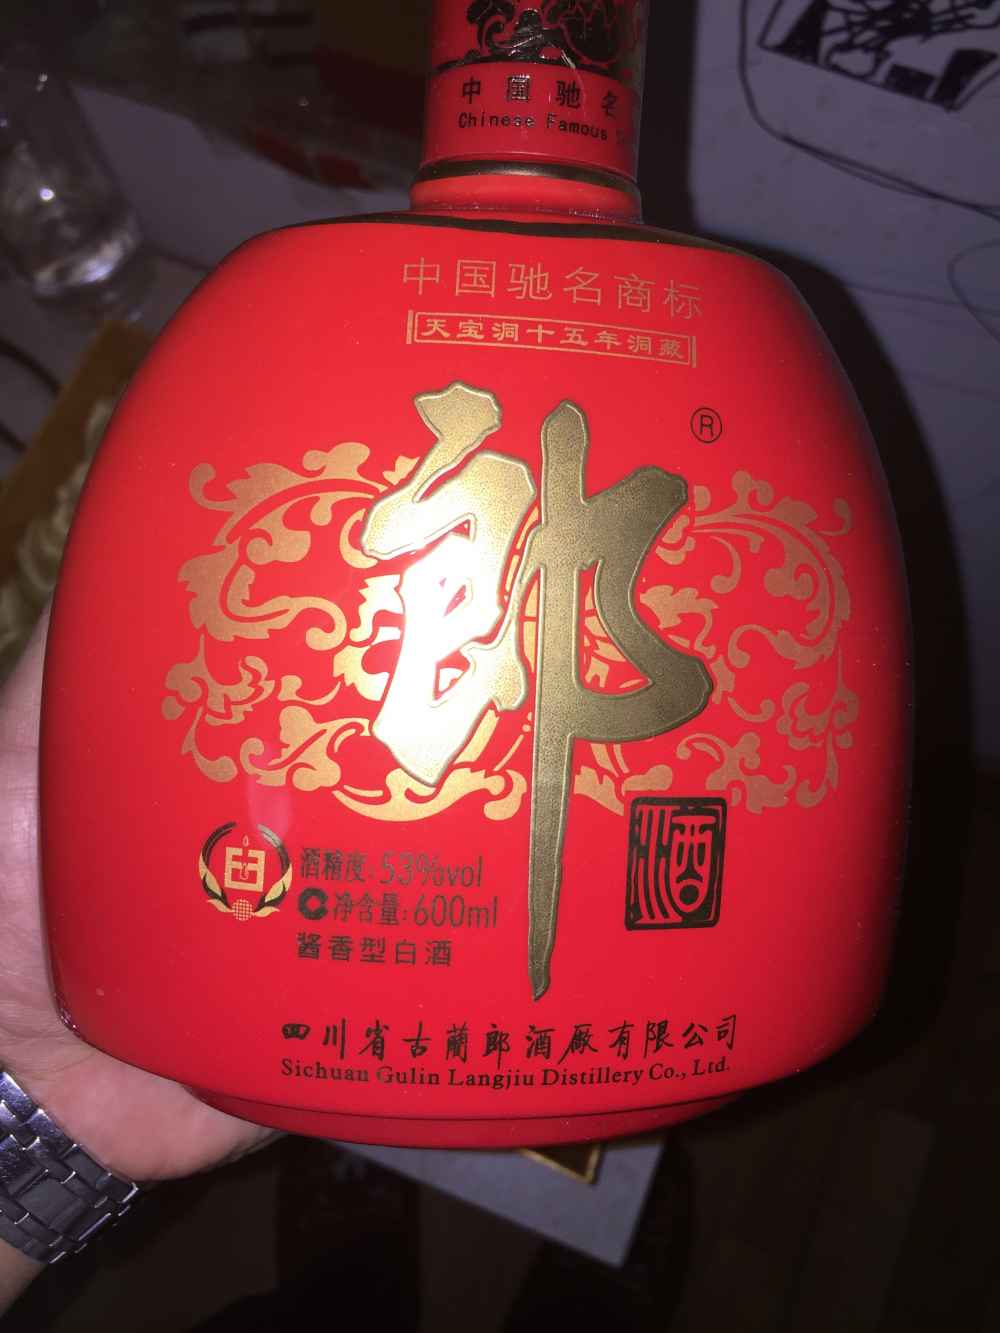 中国驰名
Chinese Famous
中国驰名商标
天宝洞十五年洞藏
郎
®
酒
酒精度:53%vol
C净含量:600ml
酱香型白酒
四川省古蔺郎酒厰有限公司
Sichuan Gulin Langjiu Distillery Co., Ltd.